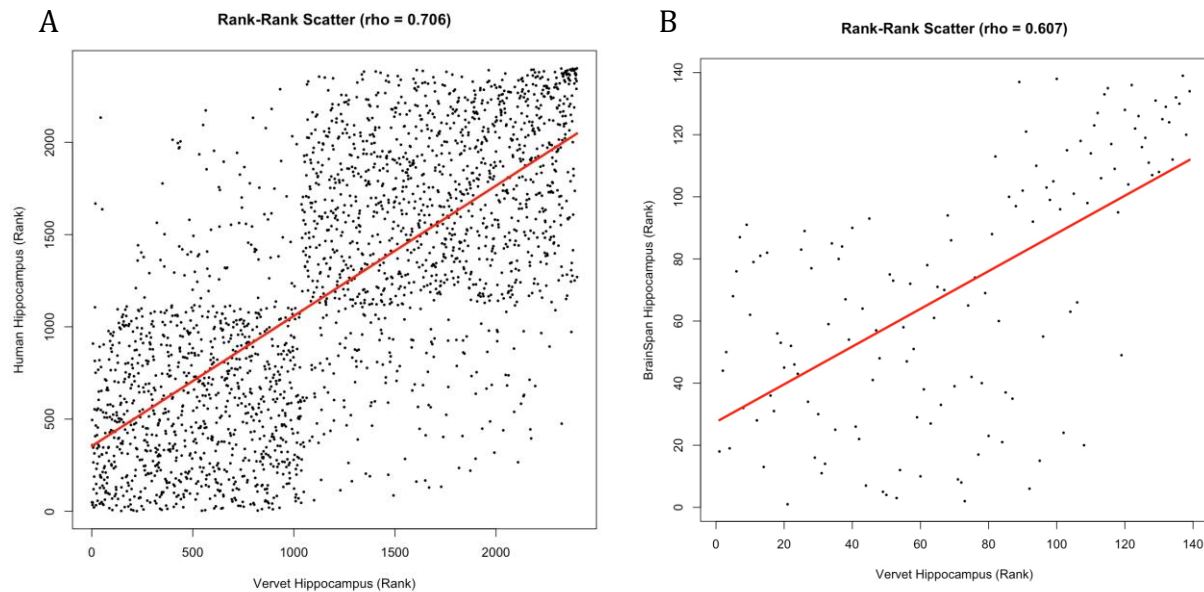 A
Rank-Rank Scatter (rho = 0.706)
Human Hippocampus (Rank)
2000
1500
1000
500
0
0 500 1000 1500 2000
Vervet Hippocampus (Rank)
B
Rank-Rank Scatter (rho = 0.607)
BrainSpan Hippocampus (Rank)
140
120
100
80
60
40
20
0
0 20 40 60 80 100 120 140
Vervet Hippocampus (Rank)